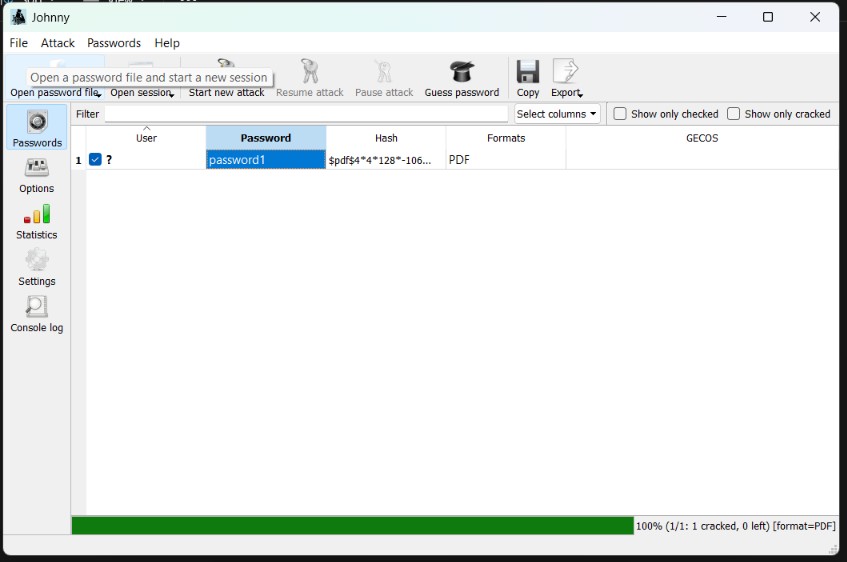 Johnny
File Attack Passwords Help
Open a password file and start a new session
Open password file Open session Start new attack Resume attack Pause attack Guess password Copy Export
Filter Select columns Show only checked Show only cracked
Passwords
User Password Hash Formats GECOS
1 ? password1 $pdf$4*4*128*-106... PDF
Options
Statistics
Settings
Console log
100% (1/1: 1 cracked, 0 left) [format=PDF]